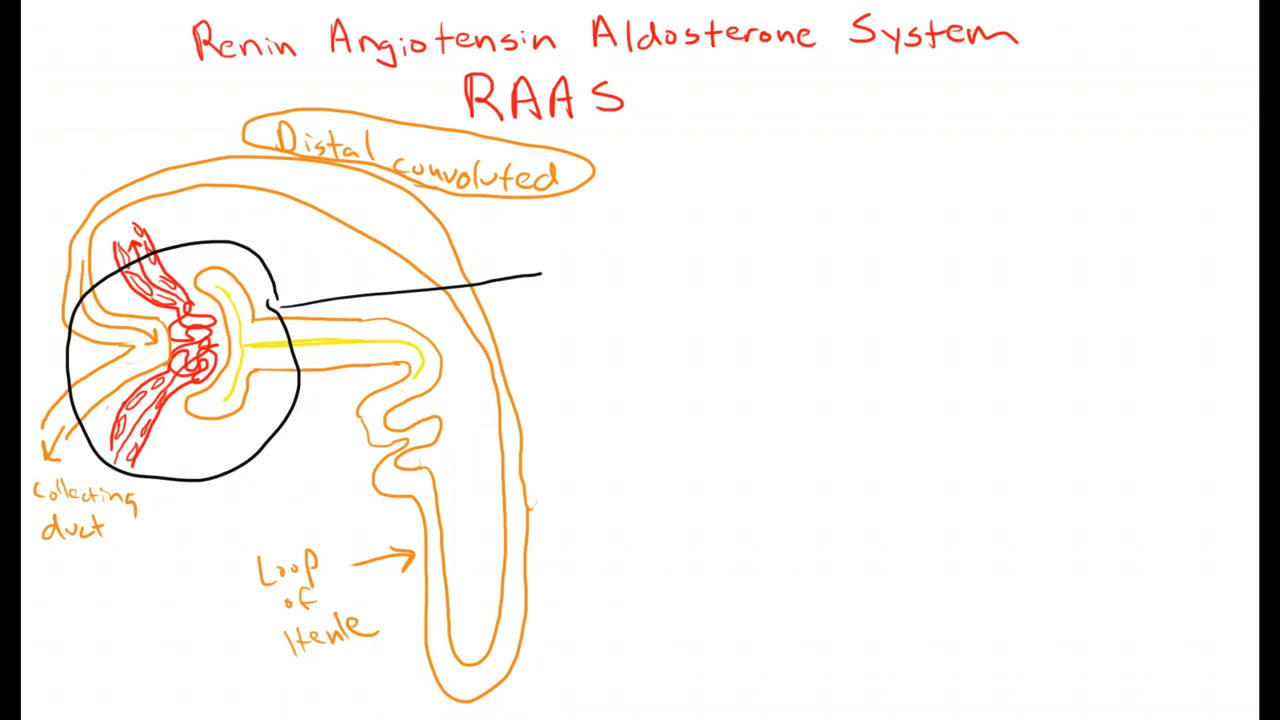 Renin Angiotensin Aldosterone System
RAAS
Distal
convoluted
Collecting
duct
Loop
of
Henle